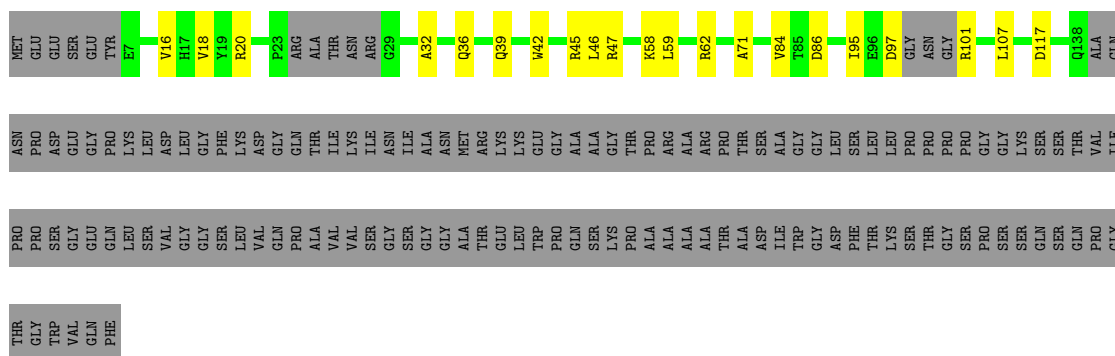 MET GLU GLU SER GLU TYR E7 V16 H17 V18 Y19 R20 P23 ARG ALA THR ASN ARG G29 A32 Q36 Q39 W42 R45 L46 R47 K58 L59 R62 A71 V84 T85 D86 I95 E96 D97 GLY ASN GLY R101 L107 D117 Q138 ALA GLN
ASN PRO ASP GLU GLY PRO LYS LEU ASP LEU GLY PHE LYS ASP GLY GLN THR ILE LYS ILE ASN ILE ALA ASN MET ARG LYS LYS GLU GLY ALA ALA GLY THR PRO ARG ALA ARG PRO THR SER ALA GLY GLY LEU SER LEU LEU PRO PRO PRO PRO GLY GLY LYS SER SER THR VAL ILE
PRO PRO SER GLY GLU GLN LEU SER VAL GLY GLY SER LEU VAL GLN PRO ALA VAL VAL SER GLY SER GLY GLY ALA THR GLU LEU TRP PRO GLN SER LYS PRO ALA ALA ALA ALA THR ALA ASP ILE TRP GLY ASP PHE THR LYS SER THR GLY SER PRO SER SER GLN SER GLN PRO GLY
THR GLY TRP VAL GLN PHE